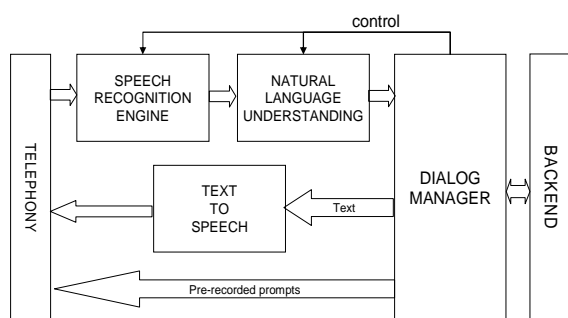 control
SPEECH
RECOGNITION
ENGINE
NATURAL
LANGUAGE
UNDERSTANDING
TELEPHONY
TEXT
TO
SPEECH
Text
DIALOG
MANAGER
BACKEND
Pre-recorded prompts